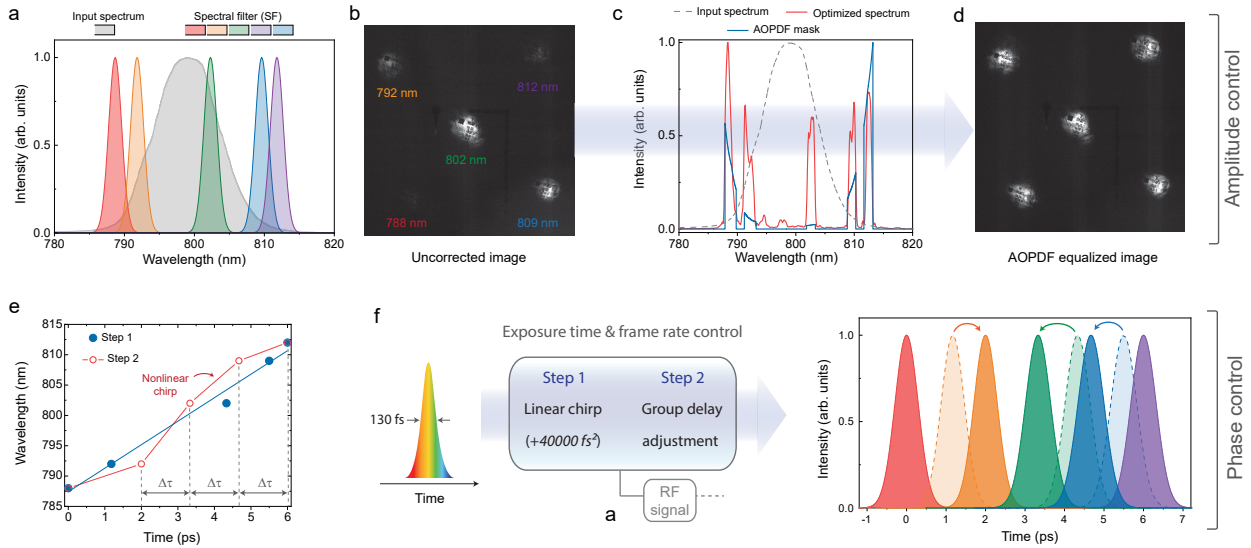 a
Input spectrum
Spectral filter (SF)
Intensity (arb. units)
1.0
0.5
0.0
780
790
800
810
820
Wavelength (nm)
b
792 nm
812 nm
802 nm
788 nm
809 nm
Uncorrected image
c
Input spectrum
Optimized spectrum
AOPDF mask
Intensity (arb. units)
1.0
0.5
0.0
780
790
800
810
820
Wavelength (nm)
d
AOPDF equalized image
Amplitude control
e
Wavelength (nm)
815
810
805
800
795
790
785
Step 1
Step 2
Nonlinear
chirp
Δτ
Δτ
Δτ
0
1
2
3
4
5
6
Time (ps)
f
130 fs
Time
Exposure time & frame rate control
Step 1
Linear chirp
(+40000 fs²)
Step 2
Group delay
adjustment
RF
signal
a
Intensity (arb. units)
1.0
0.5
0.0
-1
0
1
2
3
4
5
6
7
Time (ps)
Phase control